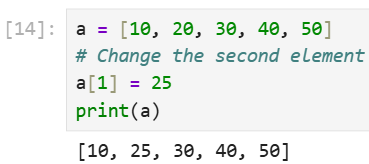 [14]: a = [10, 20, 30, 40, 50]
# Change the second element
a[1] = 25
print(a)
[10, 25, 30, 40, 50]